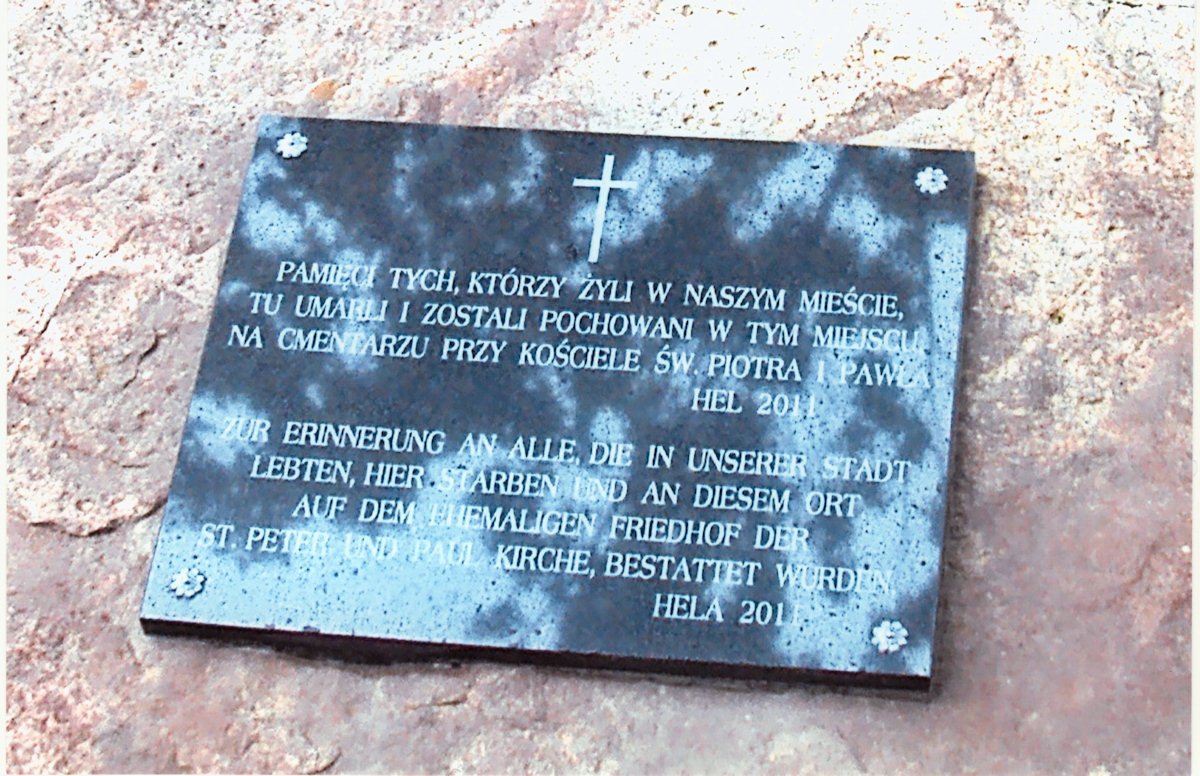 PAMIĘCI TYCH, KTÓRZY ŻYLI W NASZYM MIEŚCIE,
TU UMARLI I ZOSTALI POCHOWANI W TYM MIEJSCU
NA CMENTARZU PRZY KOŚCIELE ŚW. PIOTRA I PAWŁA
HEL 2011
ZUR ERINNERUNG AN ALLE, DIE IN UNSERER STADT
LEBTEN, HIER STARBEN UND AN DIESEM ORT
AUF DEM EHEMALIGEN FRIEDHOF DER
ST. PETER UND PAUL KIRCHE, BESTATTET WURDEN.
HELA 2011